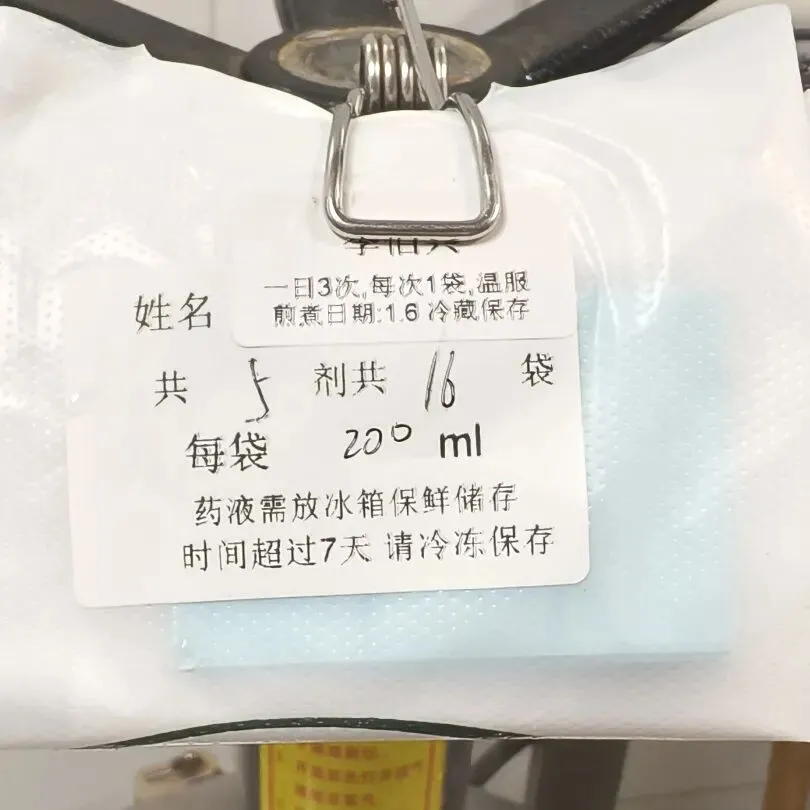 一日3次,每次1袋,温服
煎煮日期:1.6 冷藏保存
姓名
共 5 剂共 16 袋
每袋 200 ml
药液需放冰箱保鲜储存
时间超过7天 请冷冻保存